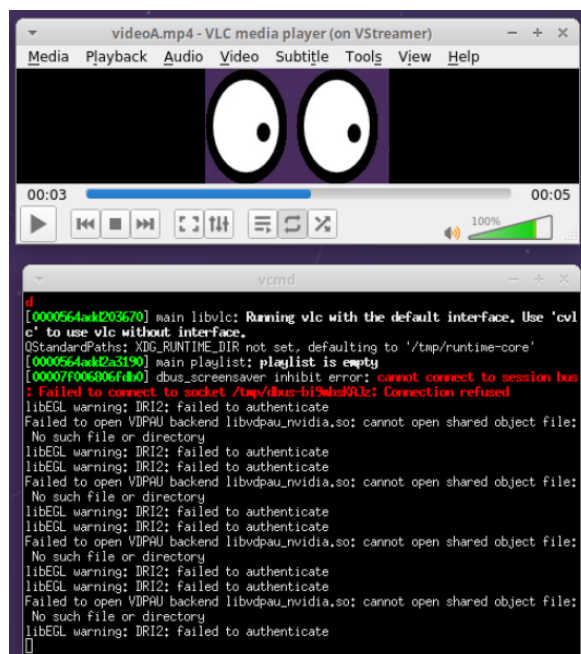 videoA.mp4 - VLC media player (on VStreamer)
Media Playback Audio Video Subtitle Tools View Help
00:03 00:05
100%
vcmd
d
[0000564add203670] main libvlc: Running vlc with the default interface. Use 'cvl
c' to use vlc without interface.
QStandardPaths: XDG_RUNTIME_DIR not set, defaulting to '/tmp/runtime-core'
[0000564add2a3190] main playlist: playlist is empty
[00007f006806fdb0] dbus_screensaver inhibit error: cannot connect to session bus
: Failed to connect to socket /tmp/dbus-bi9wbsKAJz: Connection refused
libEGL warning: DRI2: failed to authenticate
Failed to open VDPAU backend libvdpau_nvidia.so: cannot open shared object file:
No such file or directory
libEGL warning: DRI2: failed to authenticate
libEGL warning: DRI2: failed to authenticate
Failed to open VDPAU backend libvdpau_nvidia.so: cannot open shared object file:
No such file or directory
libEGL warning: DRI2: failed to authenticate
libEGL warning: DRI2: failed to authenticate
Failed to open VDPAU backend libvdpau_nvidia.so: cannot open shared object file:
No such file or directory
libEGL warning: DRI2: failed to authenticate
libEGL warning: DRI2: failed to authenticate
Failed to open VDPAU backend libvdpau_nvidia.so: cannot open shared object file:
No such file or directory
libEGL warning: DRI2: failed to authenticate